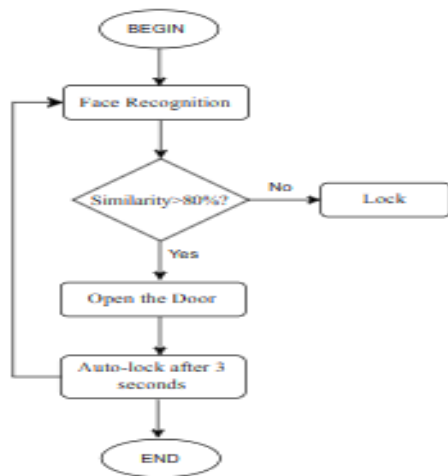 BEGIN
Face Recognition
Similarity>80%?
No
Lock
Yes
Open the Door
Auto-lock after 3
seconds
END